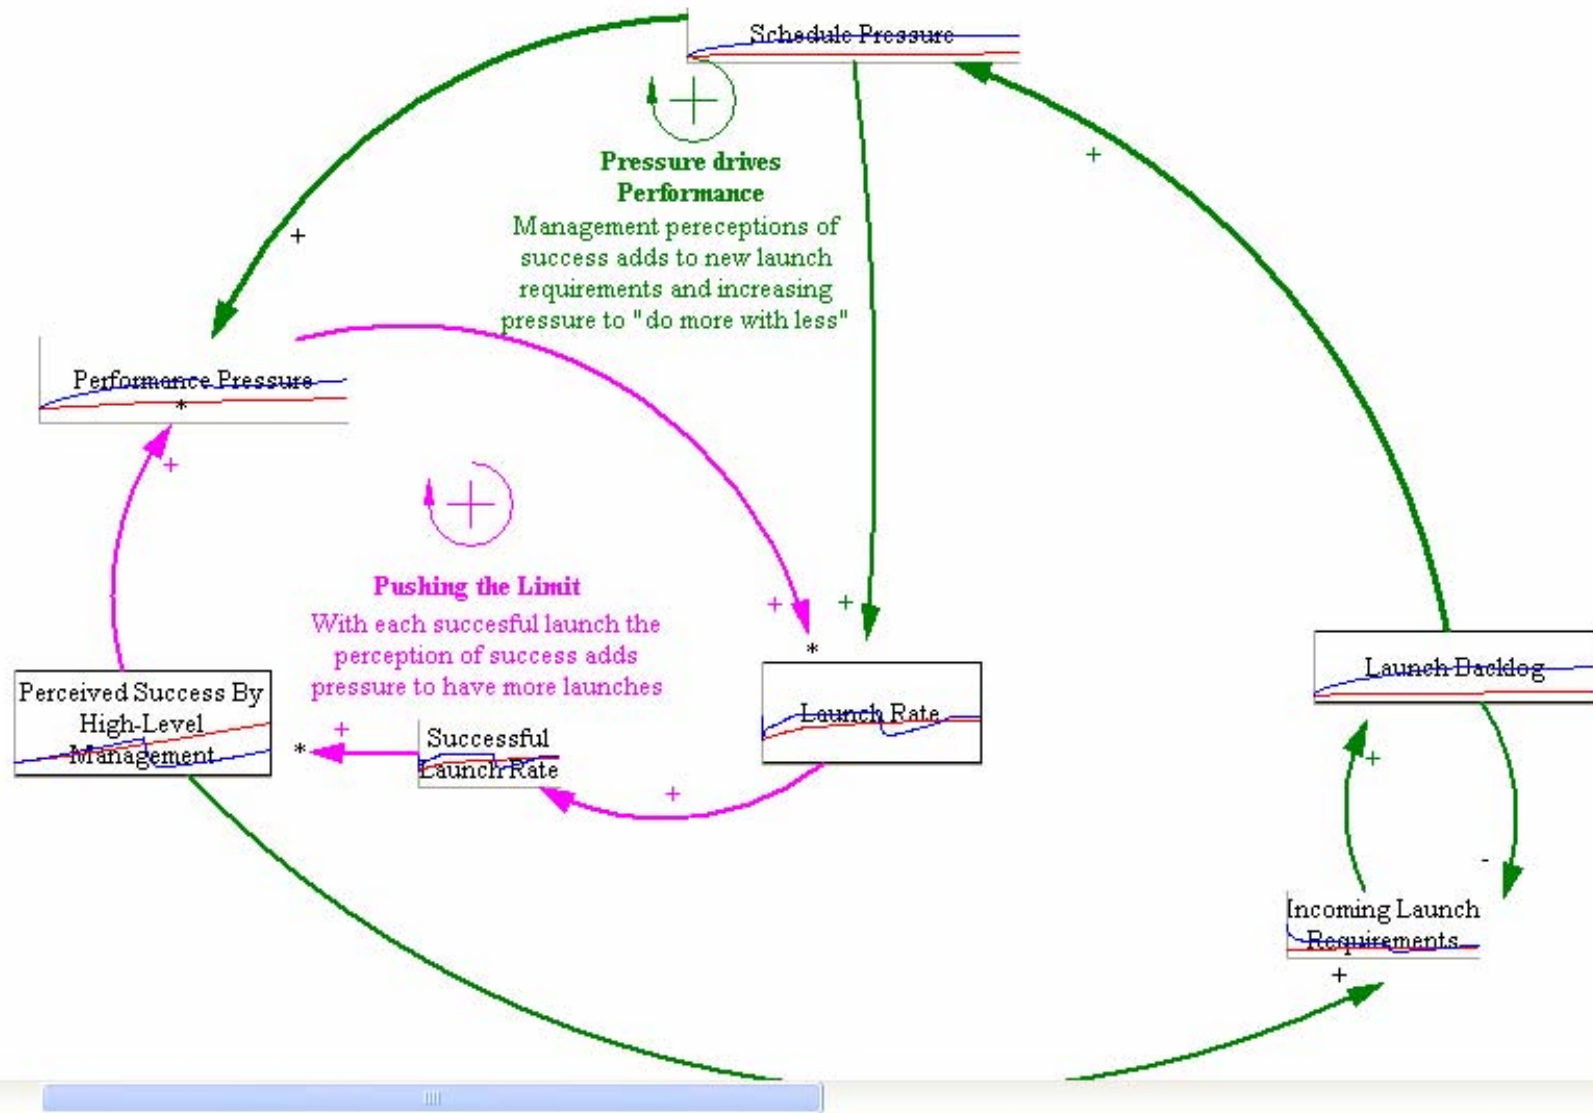 Schedule Pressure
+
Pressure drives
Performance
Management pereceptions of
success adds to new launch
requirements and increasing
pressure to "do more with less"
+
Performance Pressure
*
+
Pushing the Limit
With each succesful launch the
perception of success adds
pressure to have more launches
+
+
*
Perceived Success By
High-Level
Management
*
+
Successful
Launch Rate
Launch Rate
+
Launch Backlog
+
-
Incoming Launch
Requirements
+